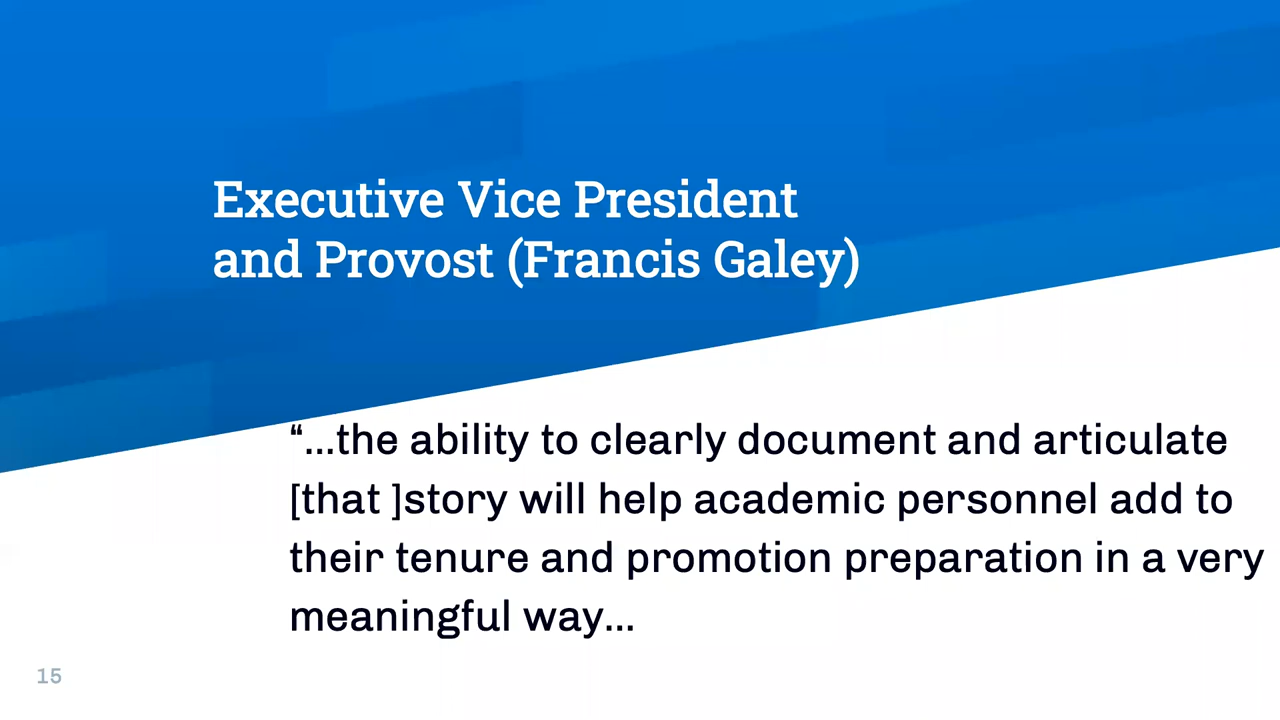 Executive Vice President
and Provost (Francis Galey)
“…the ability to clearly document and articulate
[that ]story will help academic personnel add to
their tenure and promotion preparation in a very
meaningful way…
15